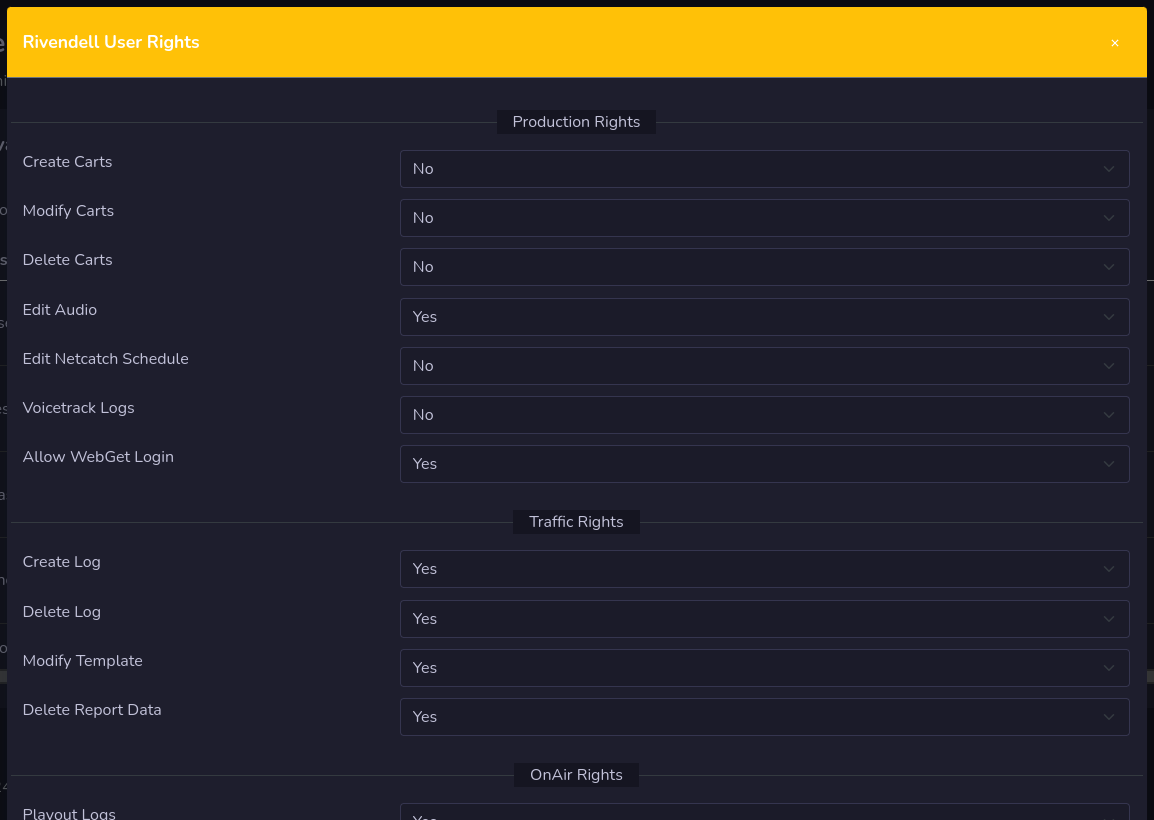 Rivendell User Rights ×
Production Rights
Create Carts No
Modify Carts No
Delete Carts No
Edit Audio Yes
Edit Netcatch Schedule No
Voicetrack Logs No
Allow WebGet Login Yes
Traffic Rights
Create Log Yes
Delete Log Yes
Modify Template Yes
Delete Report Data Yes
OnAir Rights
Playout Logs Yes